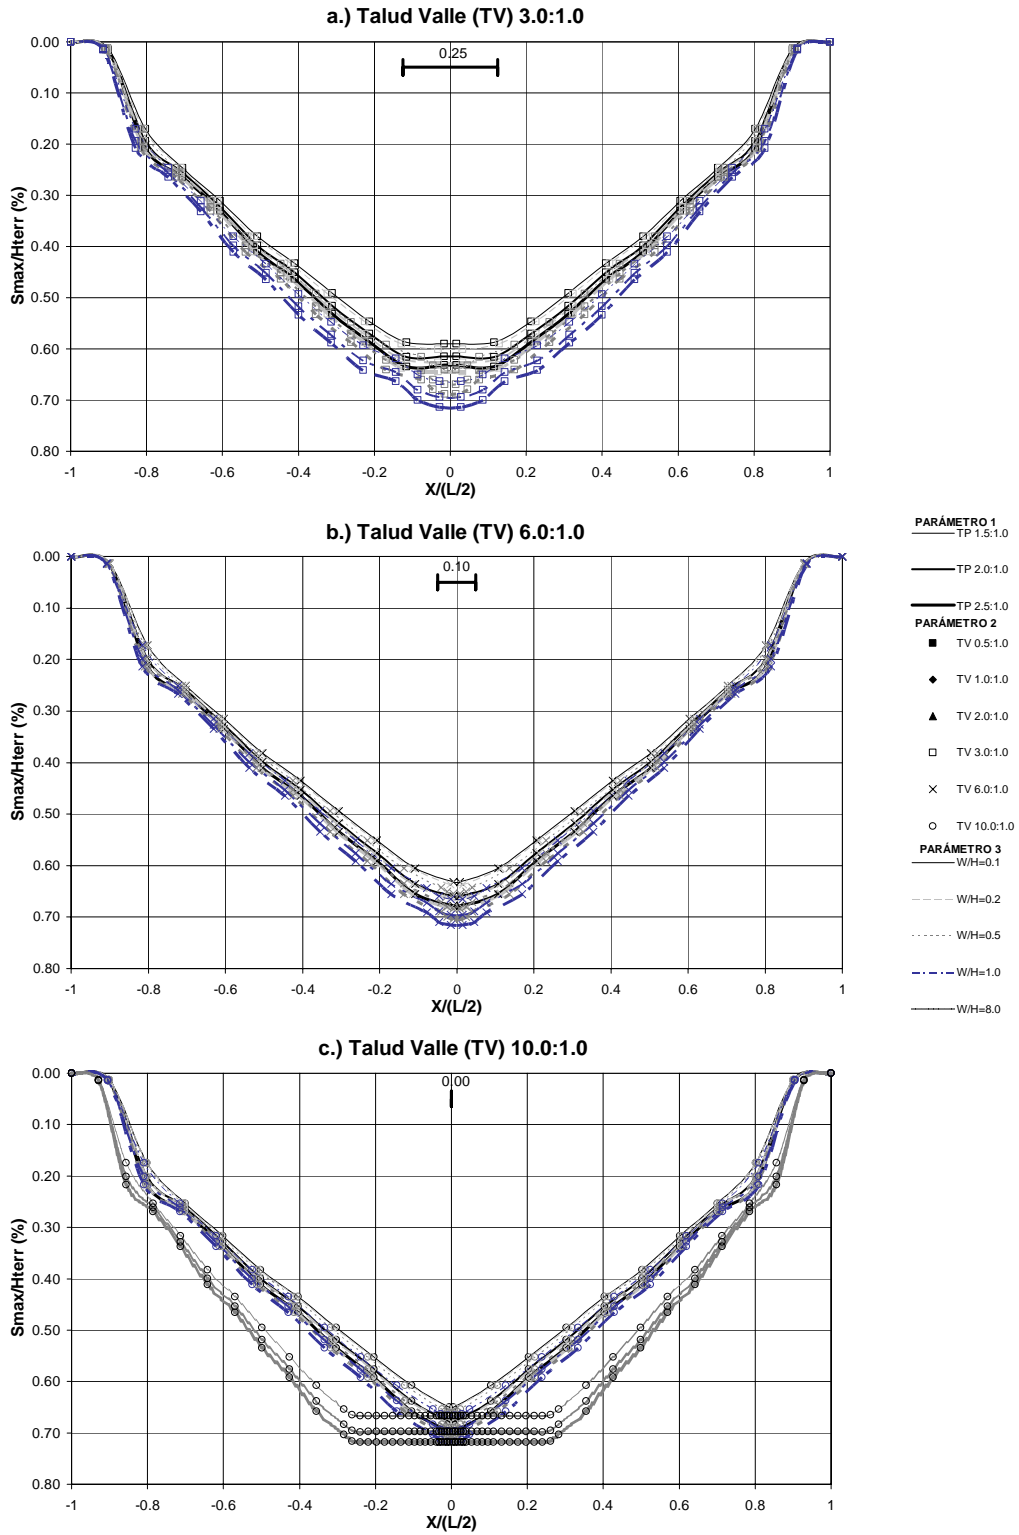 a.) Talud Valle (TV) 3.0:1.0
0.25
0.00
0.10
0.20
0.30
0.40
0.50
0.60
0.70
0.80
Smax/Hterr (%)
-1 -0.8 -0.6 -0.4 -0.2 0 0.2 0.4 0.6 0.8 1
X/(L/2)
b.) Talud Valle (TV) 6.0:1.0
0.10
0.00
0.10
0.20
0.30
0.40
0.50
0.60
0.70
0.80
Smax/Hterr (%)
-1 -0.8 -0.6 -0.4 -0.2 0 0.2 0.4 0.6 0.8 1
X/(L/2)
PARÁMETRO 1
TP 1.5:1.0
TP 2.0:1.0
TP 2.5:1.0
PARÁMETRO 2
TV 0.5:1.0
TV 1.0:1.0
TV 2.0:1.0
TV 3.0:1.0
TV 6.0:1.0
TV 10.0:1.0
PARÁMETRO 3
W/H=0.1
W/H=0.2
W/H=0.5
W/H=1.0
W/H=8.0
c.) Talud Valle (TV) 10.0:1.0
0.00
0.00
0.10
0.20
0.30
0.40
0.50
0.60
0.70
0.80
Smax/Hterr (%)
-1 -0.8 -0.6 -0.4 -0.2 0 0.2 0.4 0.6 0.8 1
X/(L/2)